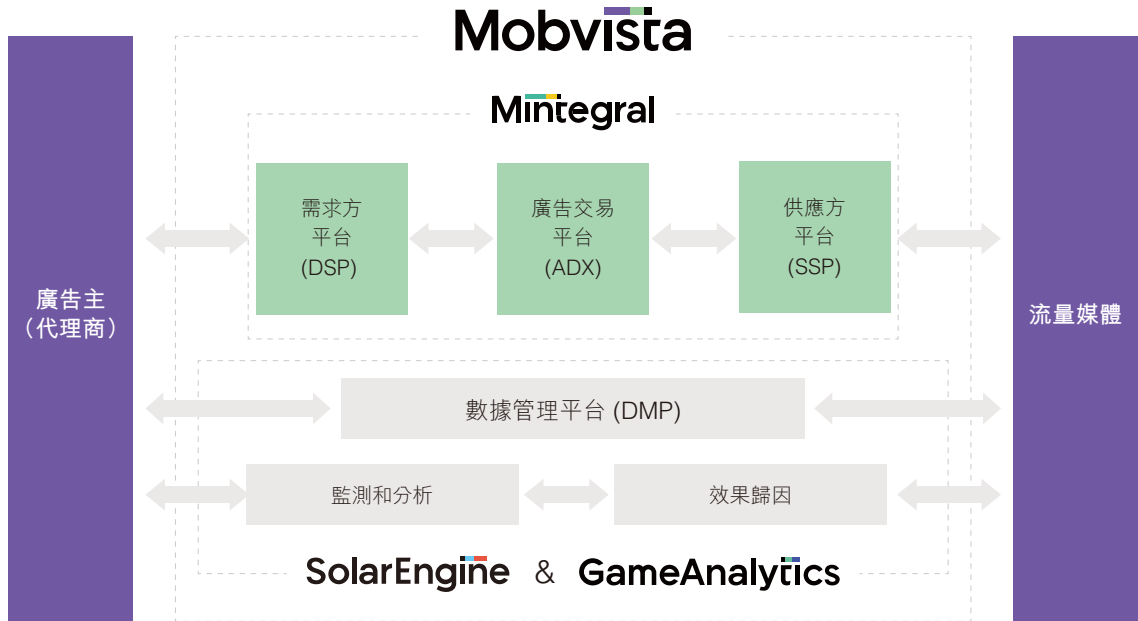 Mobvista
Mintegral
需求方
平台
(DSP)
廣告交易
平台
(ADX)
供應方
平台
(SSP)
廣告主
（代理商）
流量媒體
數據管理平台 (DMP)
監測和分析
效果歸因
SolarEngine & GameAnalytics